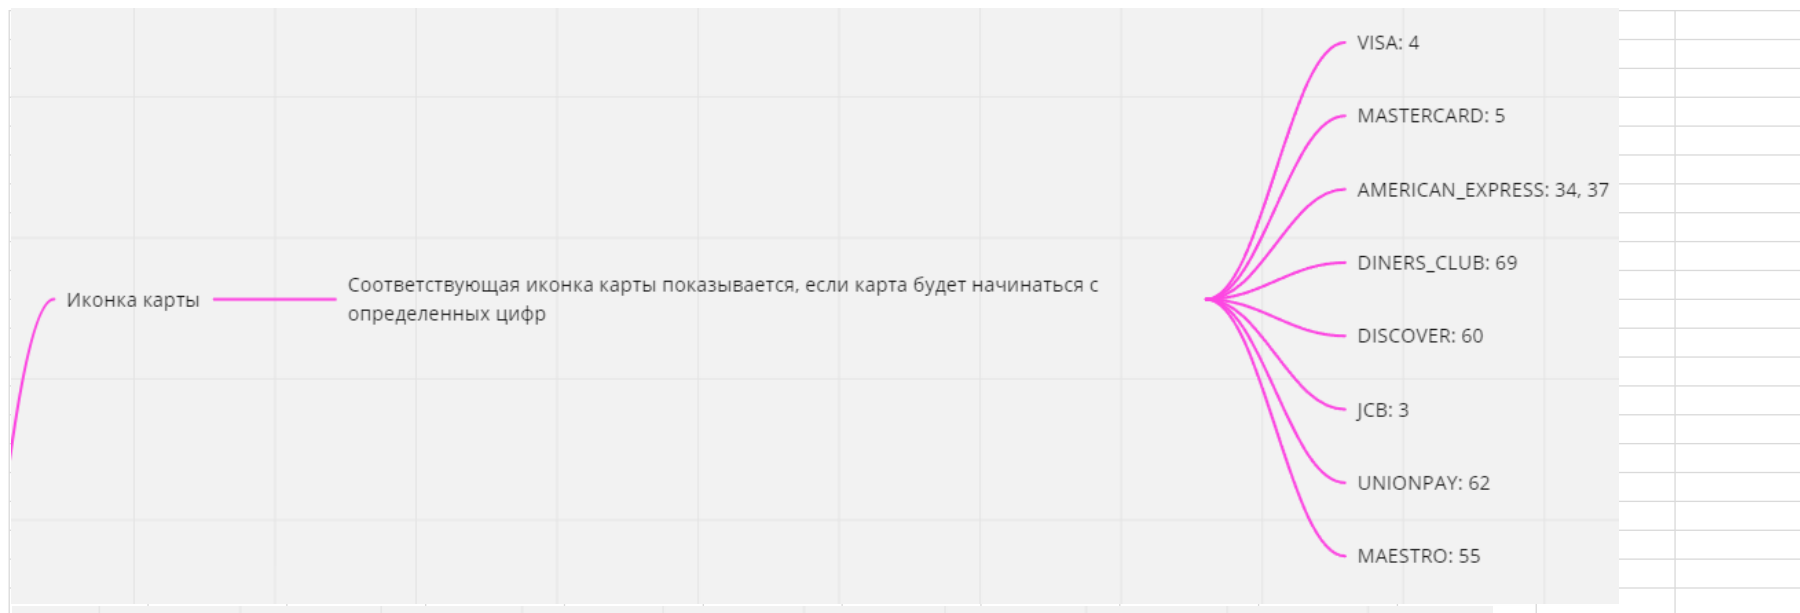 Иконка карты
Соответствующая иконка карты показывается, если карта будет начинаться с
определенных цифр
VISA: 4
MASTERCARD: 5
AMERICAN_EXPRESS: 34, 37
DINERS_CLUB: 69
DISCOVER: 60
JCB: 3
UNIONPAY: 62
MAESTRO: 55